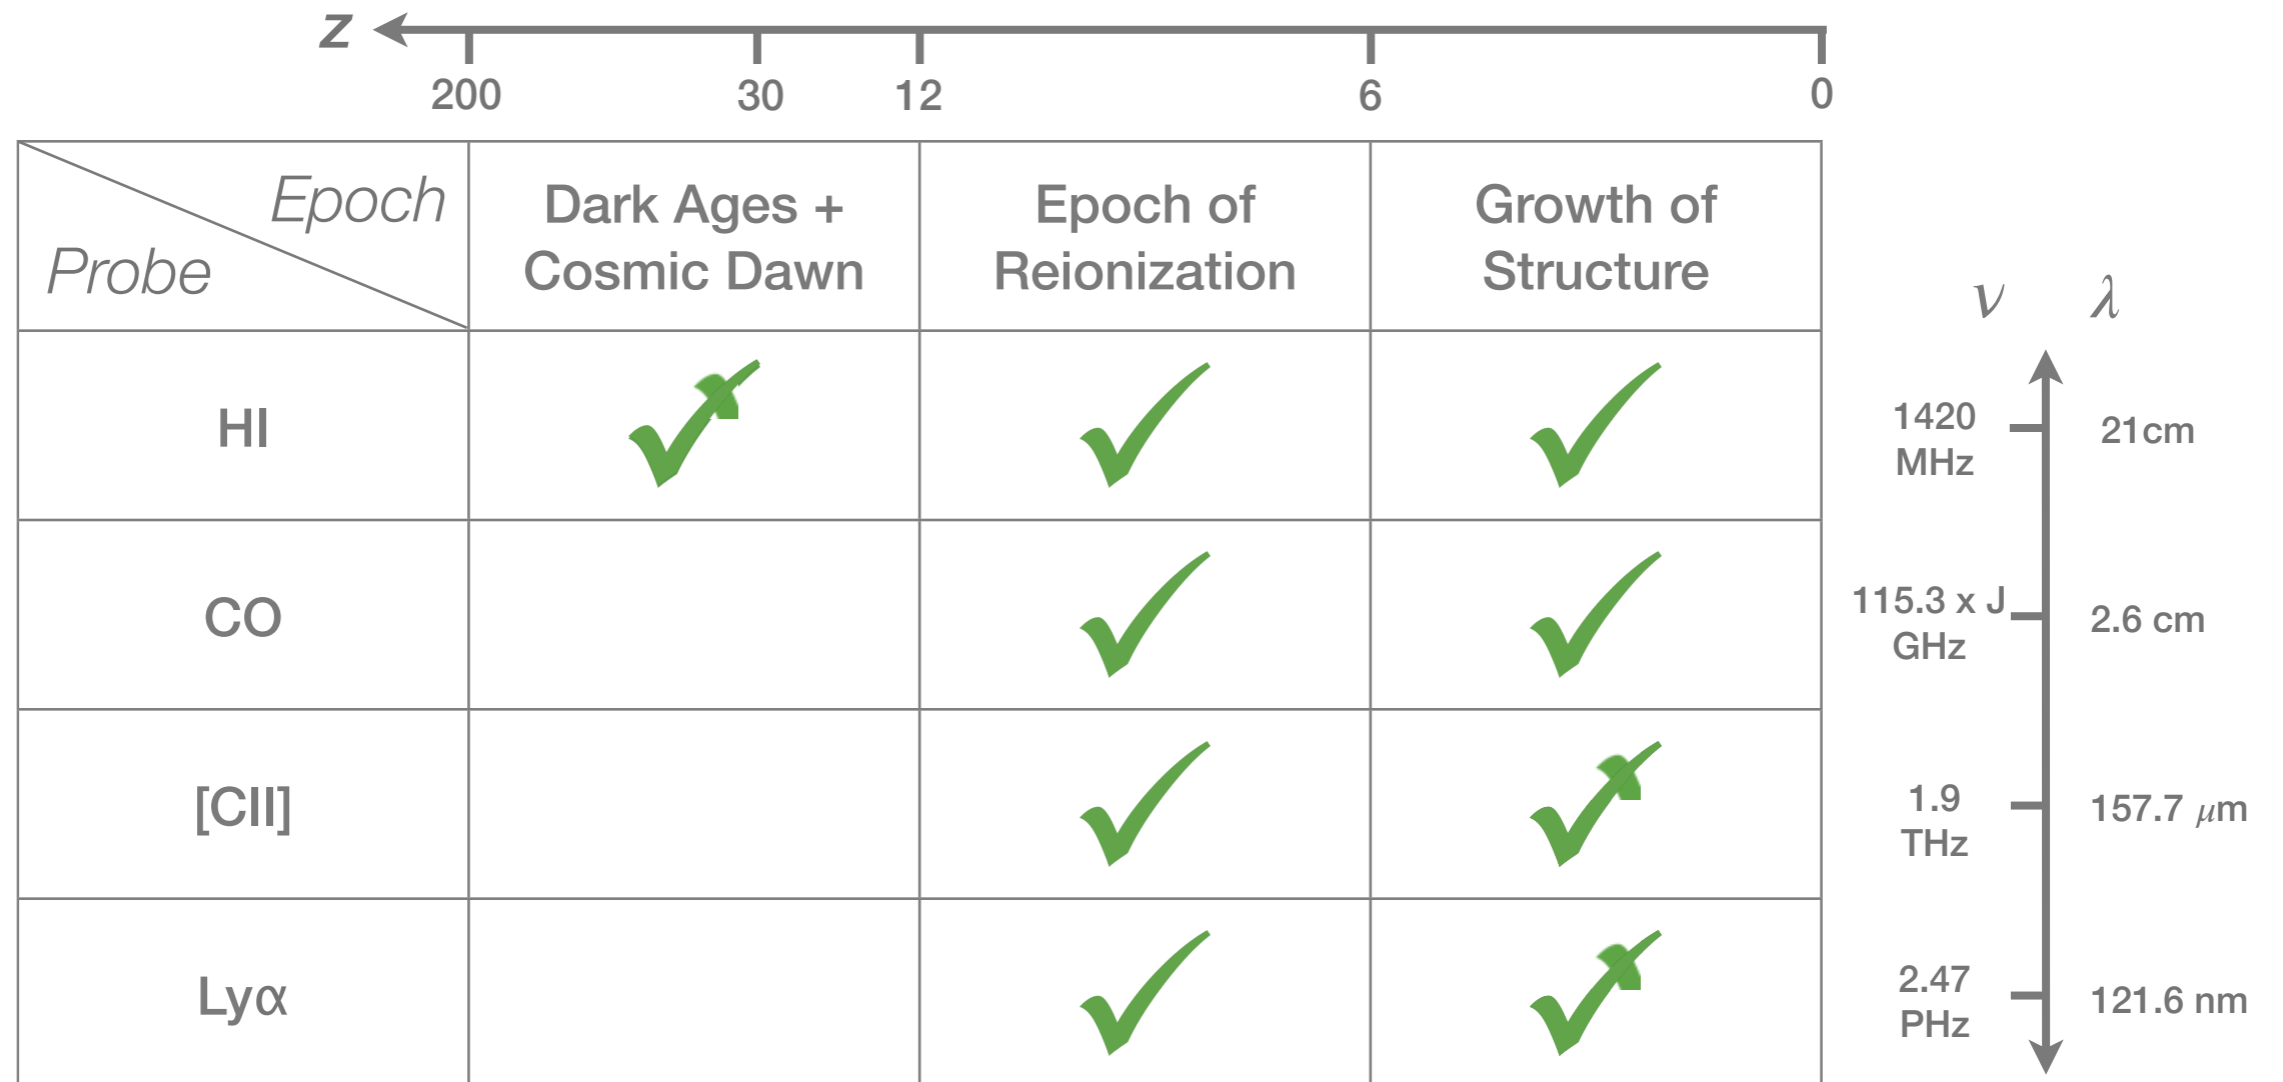 z
200 30 12 6 0
Epoch
Probe
Dark Ages +
Cosmic Dawn
Epoch of
Reionization
Growth of
Structure
ν λ
HI
1420
MHz
21cm
CO
115.3 x J
GHz
2.6 cm
[CII]
1.9
THz
157.7 μm
Lyα
2.47
PHz
121.6 nm